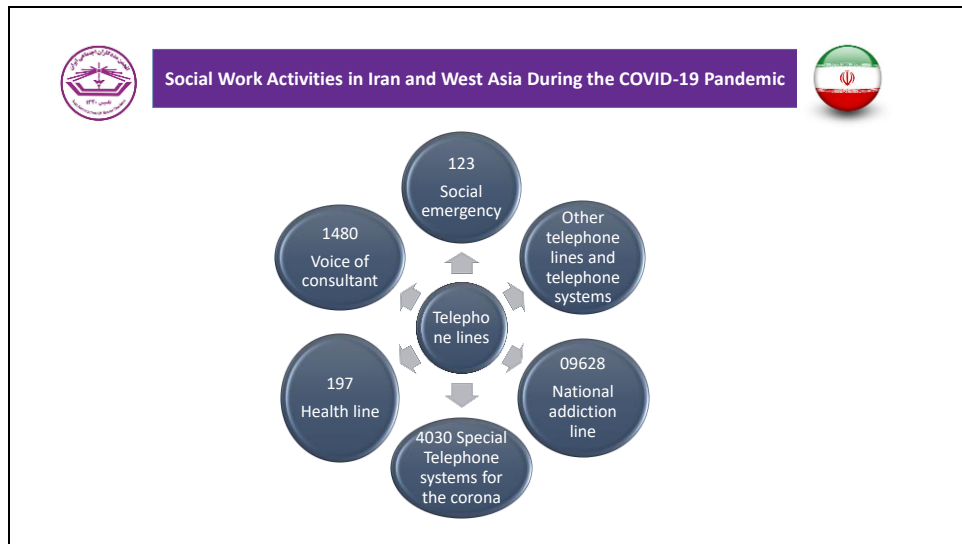 Social Work Activities in Iran and West Asia During the COVID-19 Pandemic
123
Social
emergency
Other
telephone
lines and
telephone
systems
09628
National
addiction
line
4030 Special
Telephone
systems for
the corona
197
Health line
1480
Voice of
consultant
Telepho
ne lines